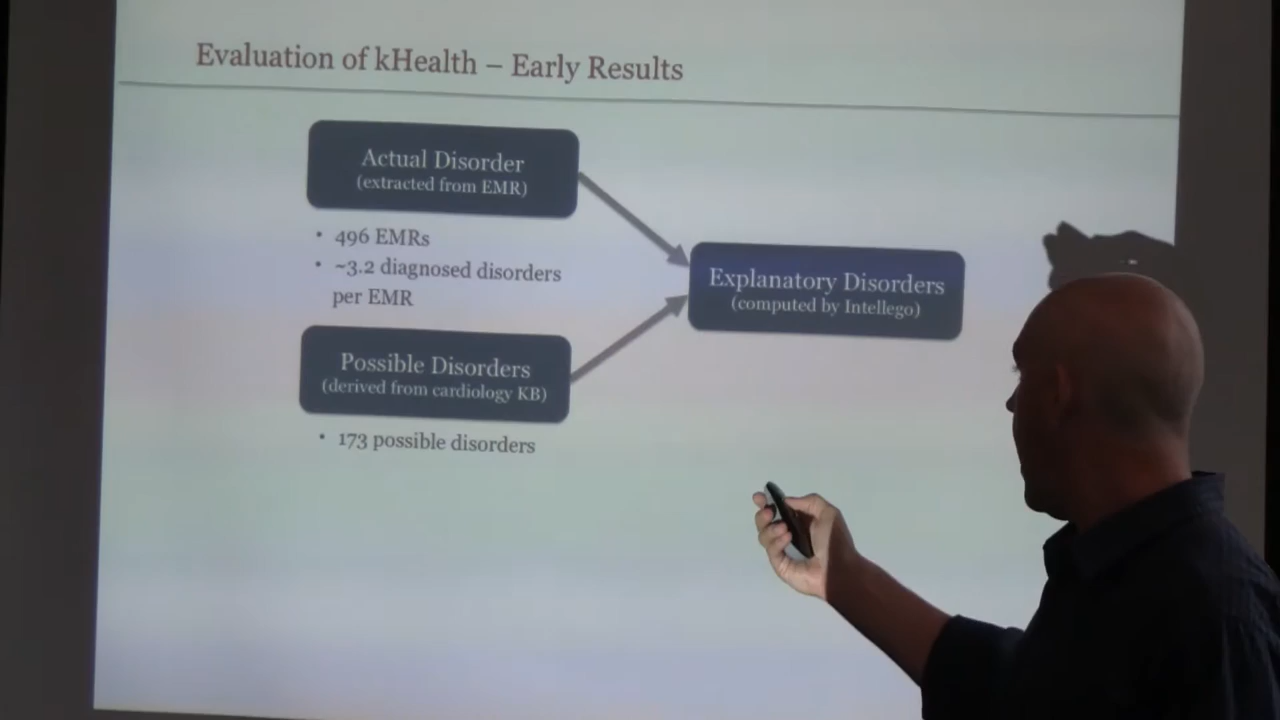 Evaluation of kHealth – Early Results
Actual Disorder
(extracted from EMR)
• 496 EMRs
• ~3.2 diagnosed disorders
per EMR
Explanatory Disorders
(computed by Intellego)
Possible Disorders
(derived from cardiology KB)
• 173 possible disorders